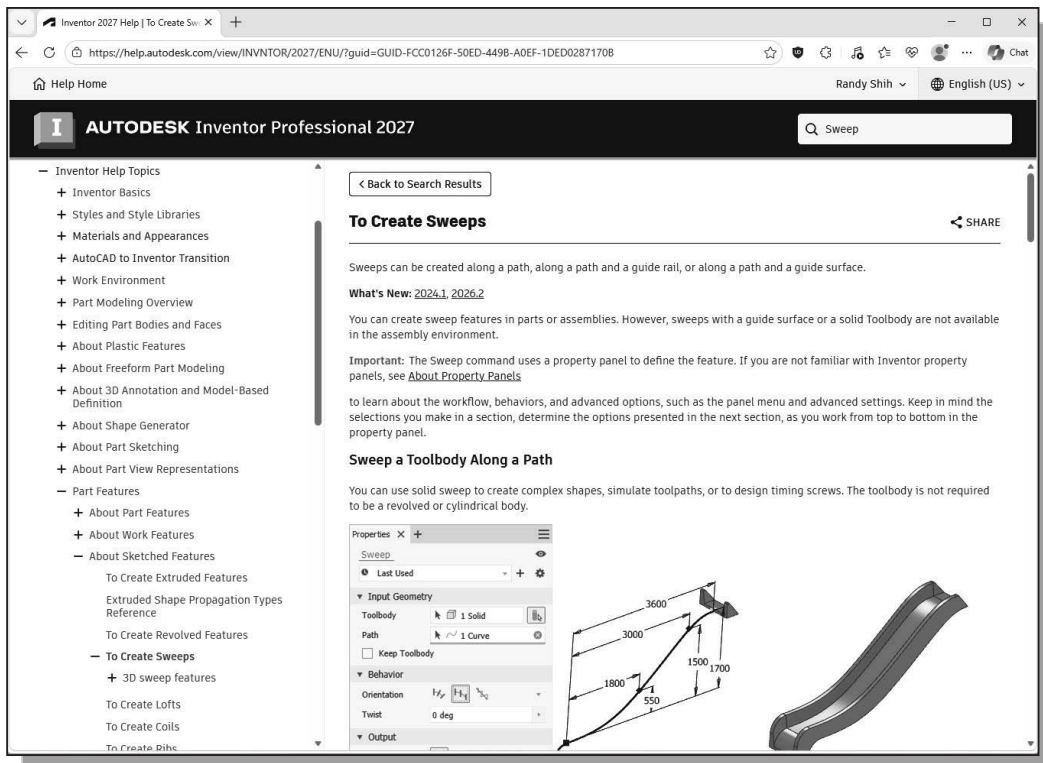 Inventor 2027 Help | To Create Swe
https://help.autodesk.com/view/INVNTOR/2027/ENU/?guid=GUID-FCC0126F-50ED-449B-A0EF-1DED0287170B
Chat
Help Home
Randy Shih
English (US)
I
AUTODESK Inventor Professional 2027
Sweep
Inventor Help Topics
Inventor Basics
Styles and Style Libraries
Materials and Appearances
AutoCAD to Inventor Transition
Work Environment
Part Modeling Overview
Editing Part Bodies and Faces
About Plastic Features
About Freeform Part Modeling
About 3D Annotation and Model-Based
Definition
About Shape Generator
About Part Sketching
About Part View Representations
Part Features
About Part Features
About Work Features
About Sketched Features
To Create Extruded Features
Extruded Shape Propagation Types
Reference
To Create Revolved Features
To Create Sweeps
3D sweep features
To Create Lofts
To Create Coils
To Create Ribs
< Back to Search Results
To Create Sweeps
SHARE
Sweeps can be created along a path, along a path and a guide rail, or along a path and a guide surface.
What's New: 2024.1, 2026.2
You can create sweep features in parts or assemblies. However, sweeps with a guide surface or a solid Toolbody are not available
in the assembly environment.
Important: The Sweep command uses a property panel to define the feature. If you are not familiar with Inventor property
panels, see About Property Panels
to learn about the workflow, behaviors, and advanced options, such as the panel menu and advanced settings. Keep in mind the
selections you make in a section, determine the options presented in the next section, as you work from top to bottom in the
property panel.
Sweep a Toolbody Along a Path
You can use solid sweep to create complex shapes, simulate toolpaths, or to design timing screws. The toolbody is not required
to be a revolved or cylindrical body.
Properties
Sweep
Last Used
Input Geometry
Toolbody 1 Solid
Path 1 Curve
Keep Toolbody
Behavior
Orientation
Twist 0 deg
Output
3600
3000
1800
550
1500
1700